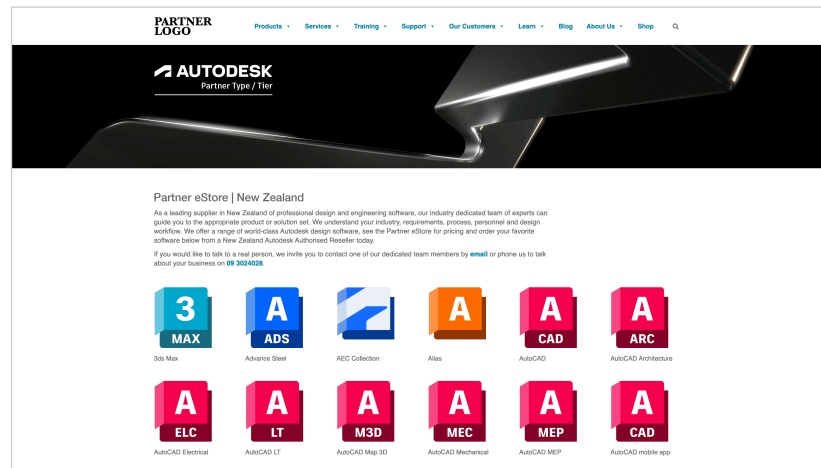 PARTNER
LOGO
Products Services Training Support Our Customers Learn Blog About Us Shop
AUTODESK
Partner Type / Tier
Partner eStore | New Zealand
As a leading supplier in New Zealand of professional design and engineering software, our industry dedicated team of experts can
guide you to the appropriate product or solution set. We understand your industry, requirements, process, personnel and design
workflow. We offer a range of world-class Autodesk design software, see the Partner eStore for pricing and order your favorite
software below from a New Zealand Autodesk Authorised Reseller today.
If you would like to talk to a real person, we invite you to contact one of our dedicated team members by email or phone us to talk
about your business on 09 3024028.
3 A A A A
MAX ADS CAD ARC
3ds Max Advance Steel AEC Collection Alias AutoCAD AutoCAD Architecture
A A A A A A
ELC LT M3D MEC MEP CAD
AutoCAD Electrical AutoCAD LT AutoCAD Map 3D AutoCAD Mechanical AutoCAD MEP AutoCAD mobile app